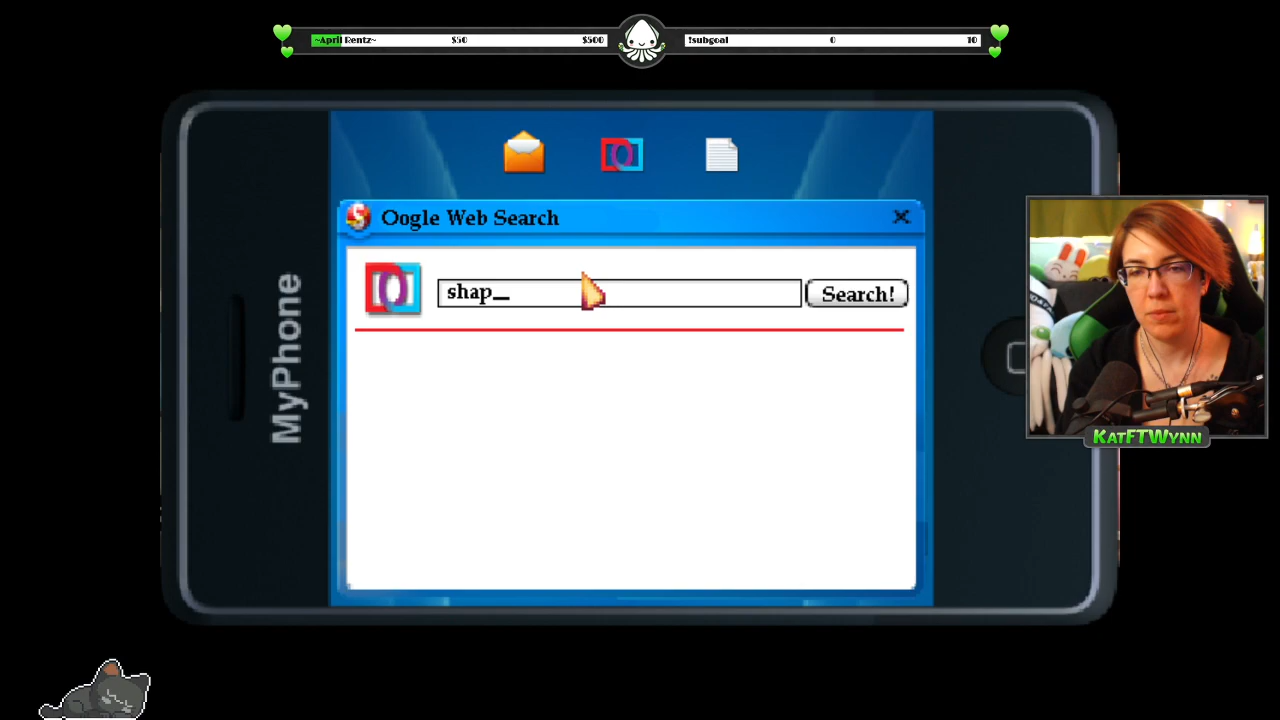 ~April Rentz~ $50 $500
!subgoal 0 10
Oogle Web Search
shap_
Search!
MyPhone
KatFTWynn